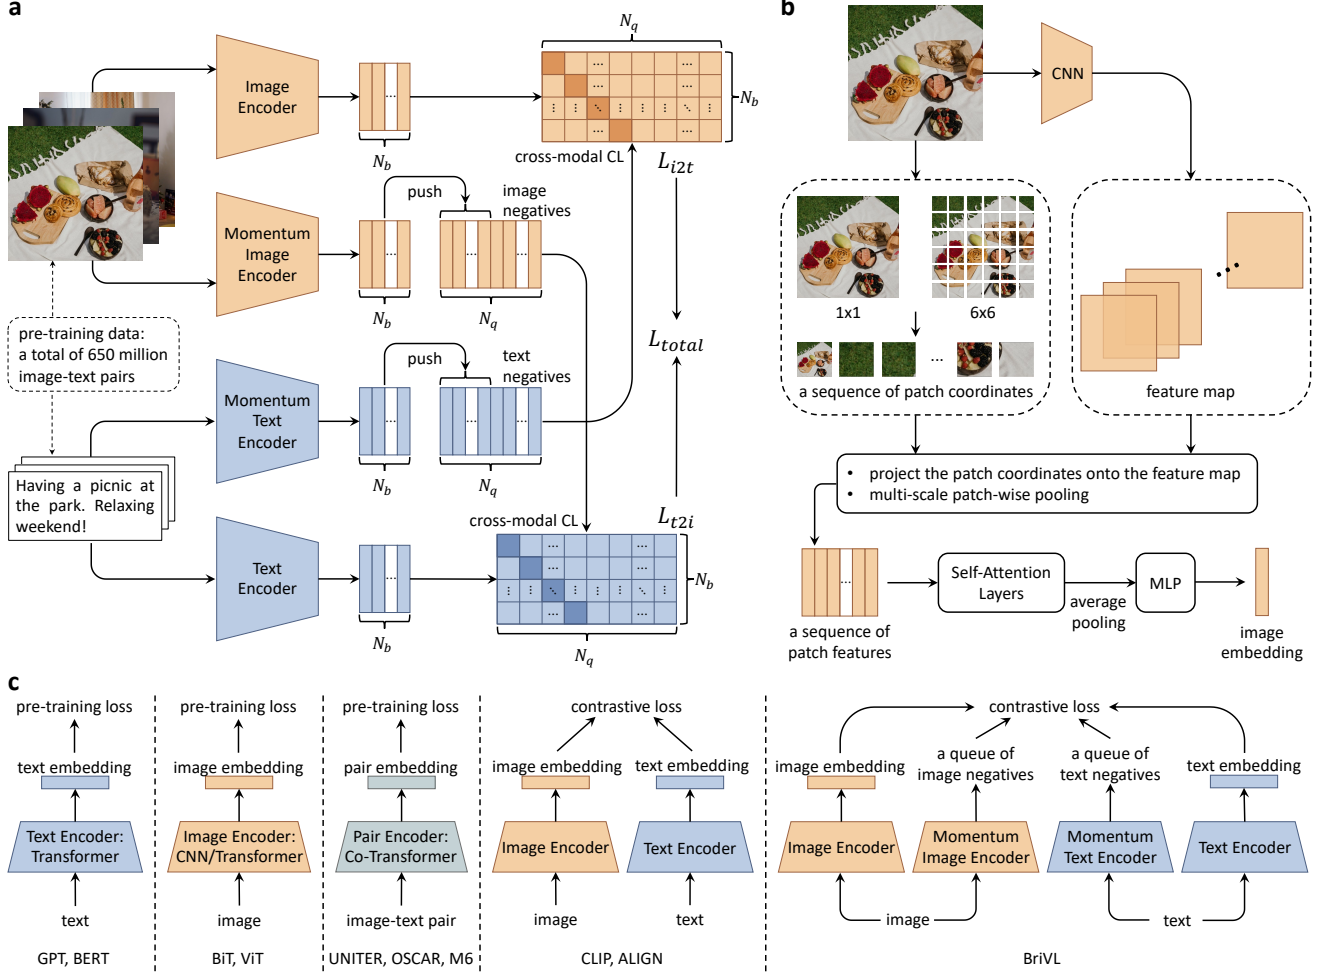 a
Image
Encoder
N_b
N_q
N_b
cross-modal CL
L_{i2t}
Momentum
Image
Encoder
push
image
negatives
N_b
N_q
pre-training data:
a total of 650 million
image-text pairs
L_{total}
Momentum
Text
Encoder
push
text
negatives
N_b
N_q
Having a picnic at
the park. Relaxing
weekend!
Text
Encoder
N_b
cross-modal CL
L_{t2i}
N_b
N_q
b
CNN
1x1
6x6
...
a sequence of patch coordinates
feature map
• project the patch coordinates onto the feature map
• multi-scale patch-wise pooling
a sequence of
patch features
Self-Attention
Layers
average
pooling
MLP
image
embedding
c
pre-training loss
text embedding
Text Encoder:
Transformer
text
GPT, BERT
pre-training loss
image embedding
Image Encoder:
CNN/Transformer
image
BiT, ViT
pre-training loss
pair embedding
Pair Encoder:
Co-Transformer
image-text pair
UNITER, OSCAR, M6
contrastive loss
image embedding
text embedding
Image Encoder
Text Encoder
image
text
CLIP, ALIGN
contrastive loss
image embedding
a queue of
image negatives
a queue of
text negatives
text embedding
Image Encoder
Momentum
Image Encoder
Momentum
Text Encoder
Text Encoder
image
text
BriVL